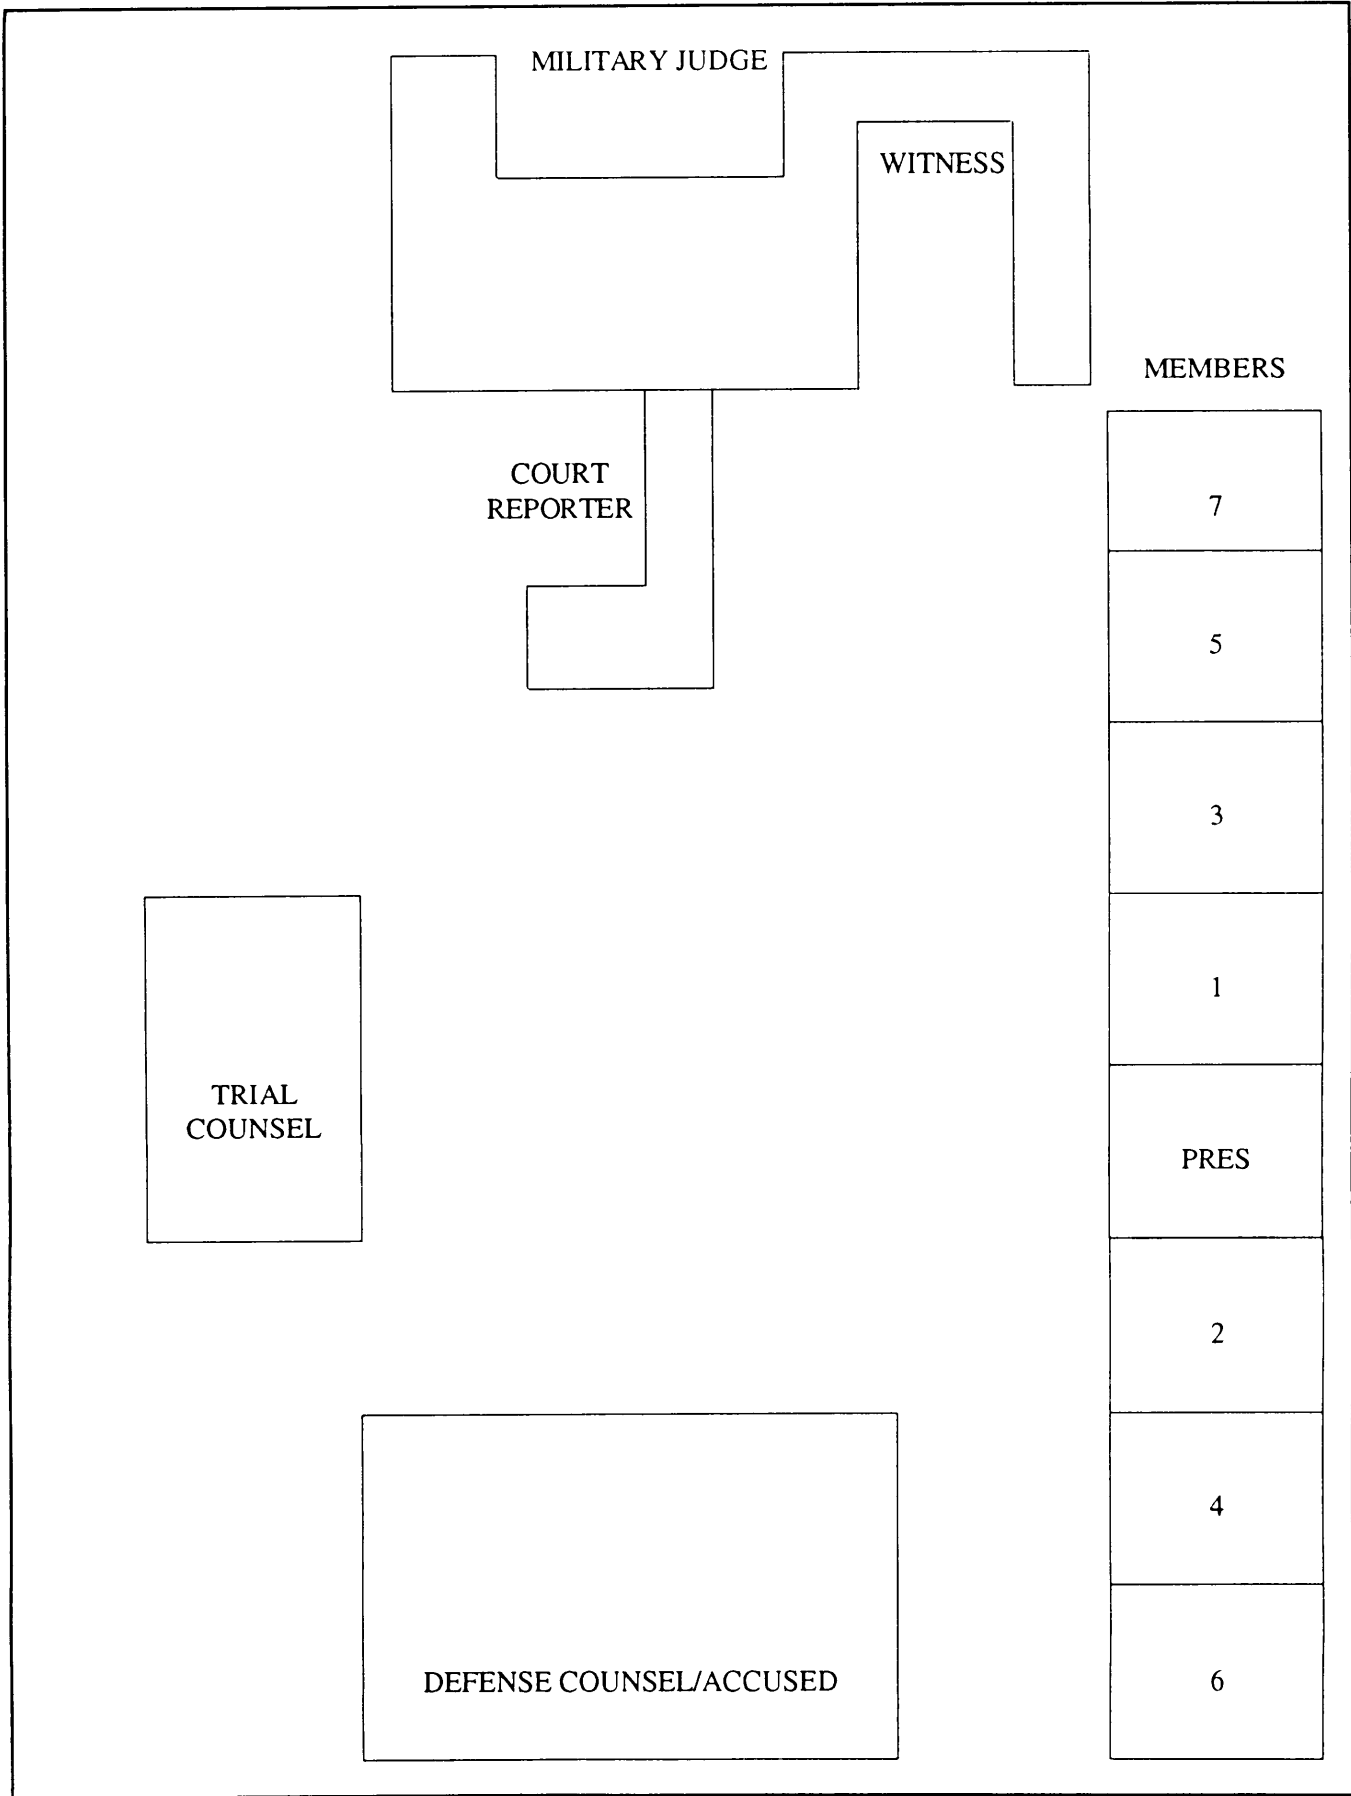 MILITARY JUDGE
WITNESS
MEMBERS
COURT
REPORTER
7
5
3
1
TRIAL
COUNSEL
PRES
2
4
DEFENSE COUNSEL/ACCUSED
6